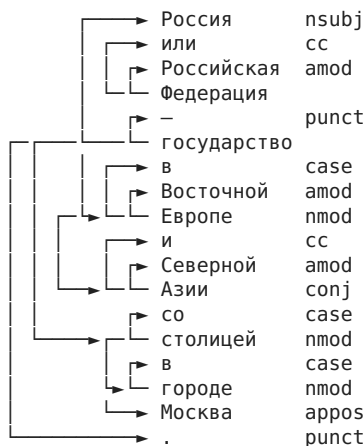 Россия nsubj
или cc
Российская amod
Федерация
— punct
государство
в case
Восточной amod
Европе nmod
и cc
Северной amod
Азии conj
со case
столицей nmod
в case
городе nmod
Москва appos
. punct